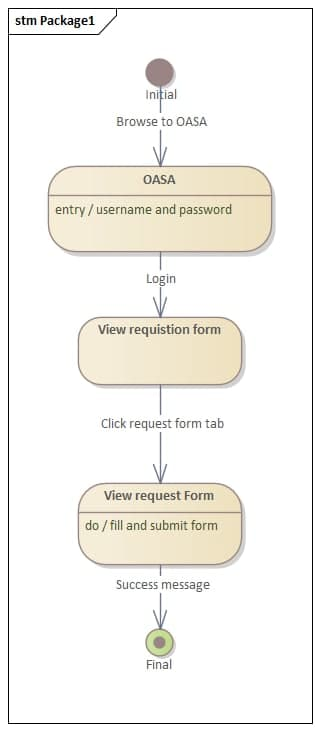 stm Package1
Initial
Browse to OASA
OASA
entry / username and password
Login
View requistion form
Click request form tab
View request Form
do / fill and submit form
Success message
Final